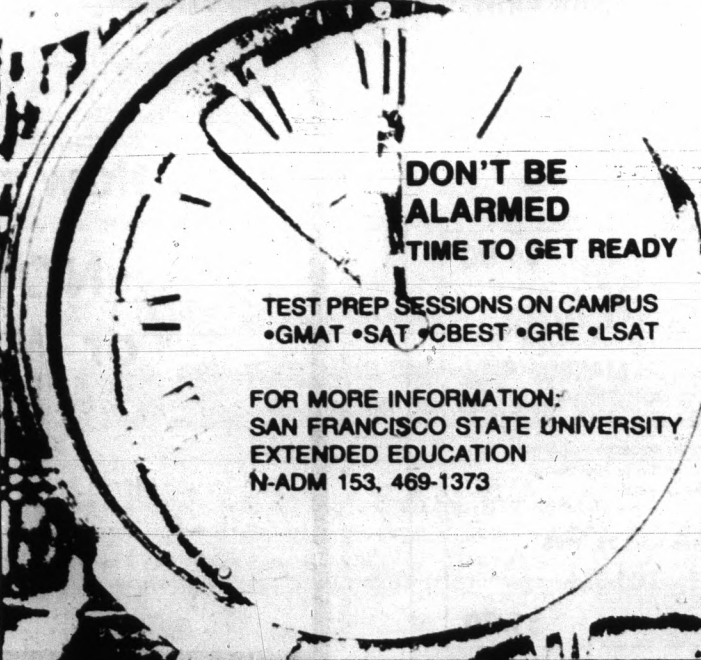 DON'T BE
ALARMED
TIME TO GET READY
TEST PREP SESSIONS ON CAMPUS
•GMAT •SAT •CBEST •GRE •LSAT
FOR MORE INFORMATION:
SAN FRANCISCO STATE UNIVERSITY
EXTENDED EDUCATION
N-ADM 153, 469-1373